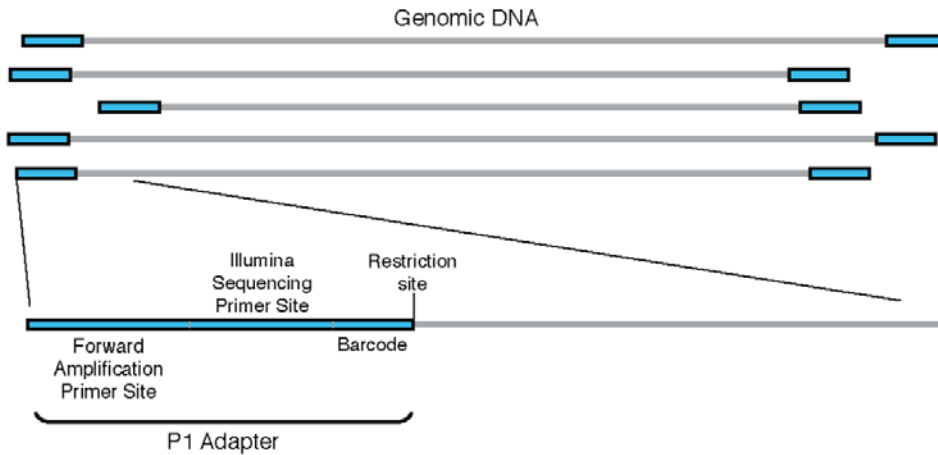 Genomic DNA
Illumina
Sequencing
Primer Site
Restriction
site
Forward
Amplification
Primer Site
Barcode
P1 Adapter